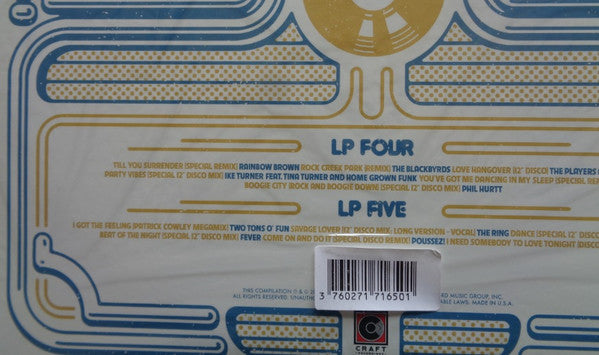 LP FOUR
TILL YOU SURRENDER (SPECIAL REMIX) RAINBOW BROWN ROCK CREEK PARK (REMIX) THE BLACKBYRDS LOVE HANGOVER (12" DISCO) THE PLAYERS
PARTY VIBES (SPECIAL 12" DISCO MIX) IKE TURNER FEAT. TINA TURNER AND HOME GROWN FUNK YOU'VE GOT ME DANCING IN MY SLEEP (SPECIAL
BOOGIE CITY (ROCK AND BOOGIE DOWN) (SPECIAL 12" DISCO MIX) PHIL HURTT
LP FIVE
I GOT THE FEELING (PATRICK COWLEY MEGAMIX) TWO TONS O' FUN SAVAGE LOVER (12" DISCO MIX; LONG VERSION - VOCAL) THE RING DANCE (SPECIAL 12" DISCO
BEAT OF THE NIGHT (SPECIAL 12" DISCO MIX) FEVER COME ON AND DO IT (SPECIAL DISCO REMIX) POUSSEZ! I NEED SOMEBODY TO LOVE TONIGHT (DISCO
THIS COMPILATION ℗ & © RD MUSIC GROUP, INC.
ALL RIGHTS RESERVED. ABLE LAWS. MADE IN U.S.A.
3 760271 716501
CRAFT